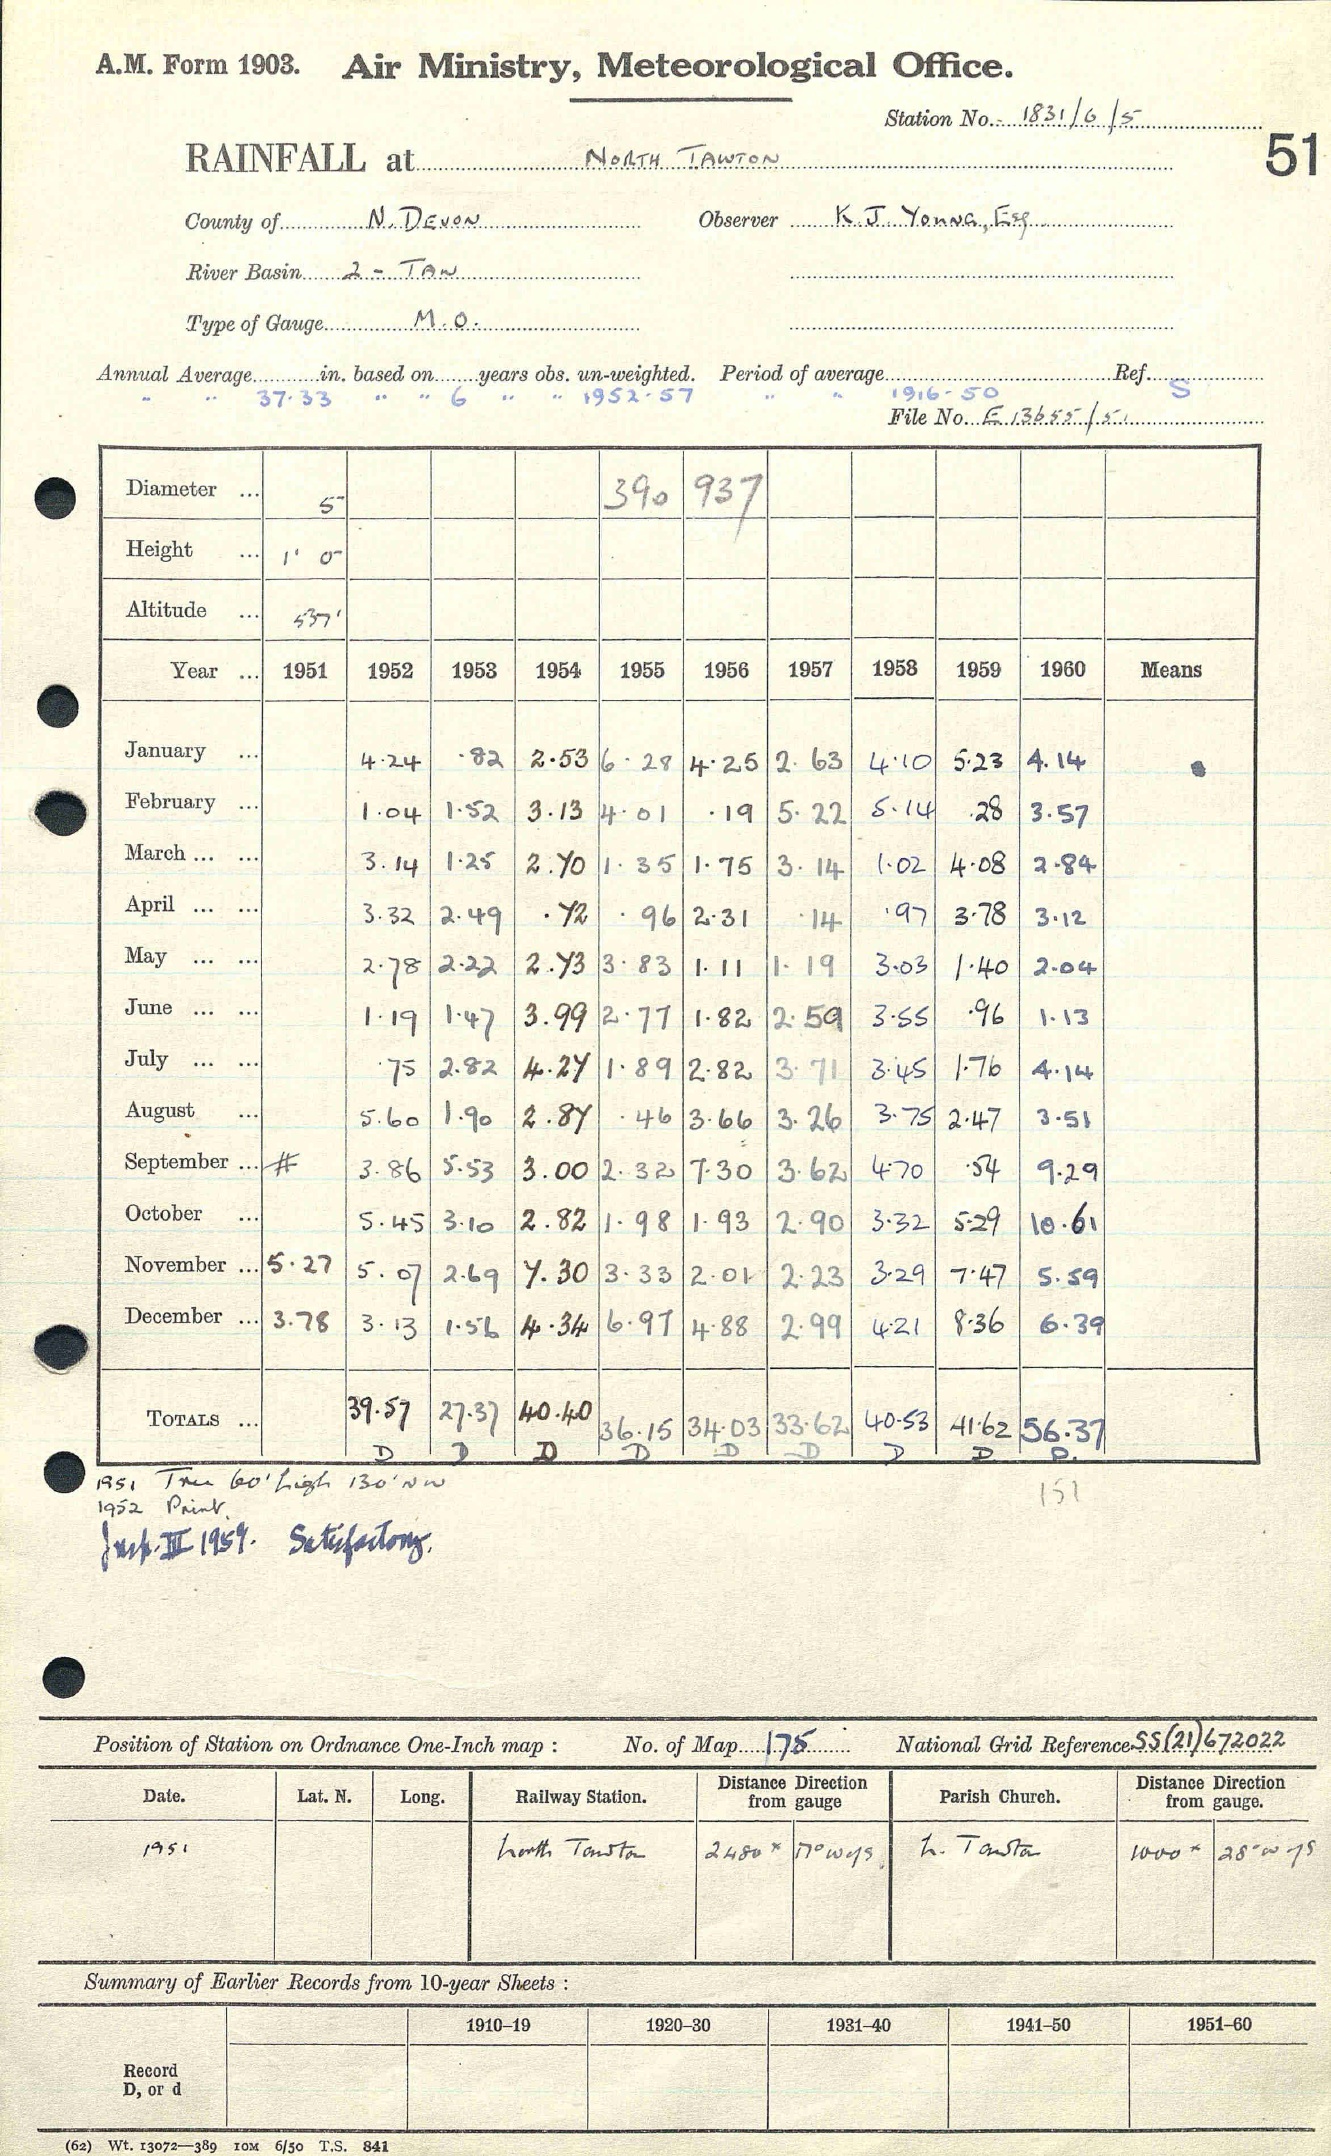 A.M. Form 1903. Air Ministry, Meteorological Office.
Station No. 1831/6/5
51
RAINFALL at NORTH TAWTON
County of N. DEVON Observer K.J. YOUNG, Esq
River Basin 2 - TAW
Type of Gauge M.O.
Annual Average in. based on years obs. un-weighted. Period of average Ref.
" " 37.33 " " 6 " " 1952-57 " " 1916-50 S
File No. E 13655/51
Diameter ... 5 390 937
Height ... 1' 0
Altitude ... 537'
Year ... 1951 1952 1953 1954 1955 1956 1957 1958 1959 1960 Means
January ... 4.24 .82 2.53 6.28 4.25 2.63 4.10 5.23 4.14
February ... 1.04 1.52 3.13 4.01 .19 5.22 5.14 .28 3.57
March ... ... 3.14 1.25 2.70 1.35 1.75 3.14 1.02 4.08 2.84
April ... ... 3.32 2.49 .72 .96 2.31 .14 .97 3.78 3.12
May ... ... 2.78 2.22 2.73 3.83 1.11 1.19 3.03 1.40 2.04
June ... ... 1.19 1.47 3.99 2.77 1.82 2.59 3.55 .96 1.13
July ... ... .75 2.82 4.27 1.89 2.82 3.71 3.45 1.76 4.14
August ... 5.60 1.90 2.87 .46 3.66 3.26 3.75 2.47 3.51
September ... # 3.86 5.53 3.00 2.32 7.30 3.62 4.70 .54 9.29
October ... 5.45 3.10 2.82 1.98 1.93 2.90 3.32 5.29 10.61
November ... 5.27 5.07 2.69 7.30 3.33 2.01 2.23 3.29 7.47 5.59
December ... 3.78 3.13 1.56 4.34 6.97 4.88 2.99 4.21 8.36 6.39
TOTALS ... 39.57 27.37 40.40 36.15 34.03 33.62 40.53 41.62 56.37
D D D D D D D D D.
1951 Tree 60' high 130' NW
151
1952 Print.
Insp. III 1959. Satisfactory.
Position of Station on Ordnance One-Inch map : No. of Map 175 National Grid Reference SS(21)672022
Date. Lat. N. Long. Railway Station. Distance Direction from gauge Parish Church. Distance Direction from gauge.
1951 North Tawton 2480 x 17° W of S. N. Tawton 1000 x 28° W of S
Summary of Earlier Records from 10-year Sheets :
1910–19 1920–30 1931–40 1941–50 1951–60
Record
D, or d
(62) Wt. 13072—389 10M 6/50 T.S. 841